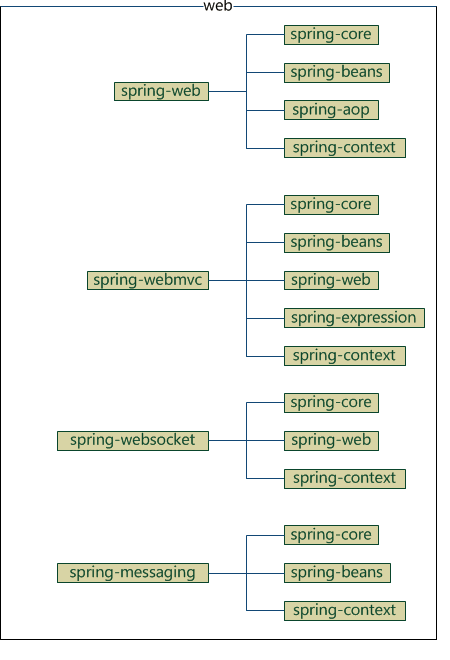 web
spring-core
spring-beans
spring-web
spring-aop
spring-context
spring-core
spring-beans
spring-webmvc
spring-web
spring-expression
spring-context
spring-core
spring-websocket
spring-web
spring-context
spring-core
spring-messaging
spring-beans
spring-context